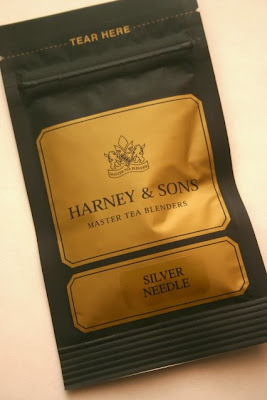 TEAR HERE
HARNEY & SONS
MASTER TEA BLENDERS
SILVER
NEEDLE